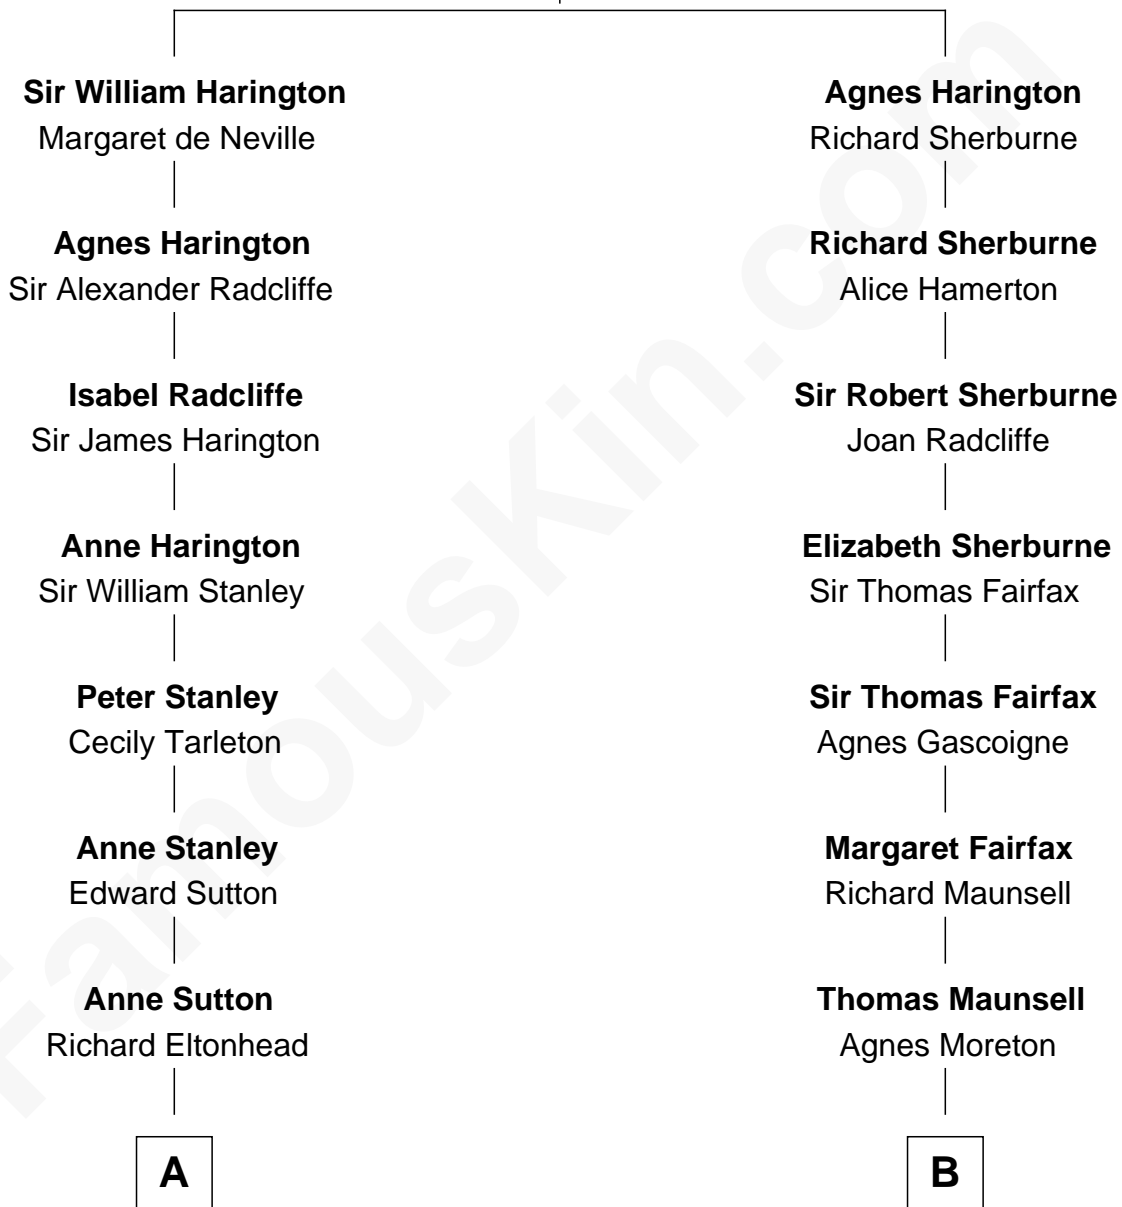 Sir William Harington
Margaret de Neville
Agnes Harington
Sir Alexander Radcliffe
Isabel Radcliffe
Sir James Harington
Anne Harington
Sir William Stanley
Peter Stanley
Cecily Tarleton
Anne Stanley
Edward Sutton
Anne Sutton
Richard Eltonhead
A
Agnes Harington
Richard Sherburne
Richard Sherburne
Alice Hamerton
Sir Robert Sherburne
Joan Radcliffe
Elizabeth Sherburne
Sir Thomas Fairfax
Sir Thomas Fairfax
Agnes Gascoigne
Margaret Fairfax
Richard Maunsell
Thomas Maunsell
Agnes Moreton
B
FamousKin.com